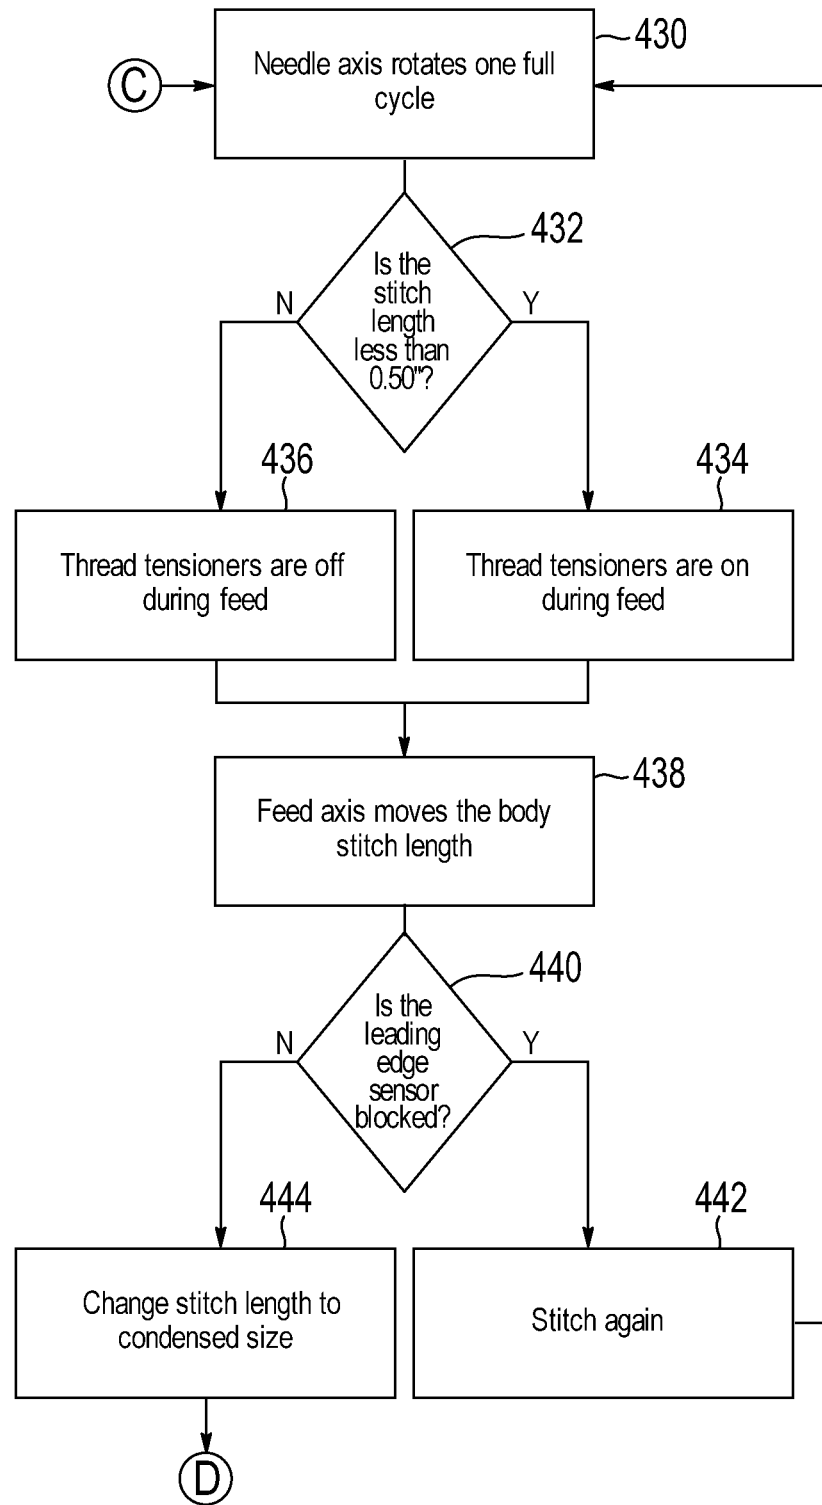 430
C
Needle axis rotates one full
cycle
432
Is the
stitch
length
less than
0.50"?
N
Y
436
434
Thread tensioners are off
during feed
Thread tensioners are on
during feed
438
Feed axis moves the body
stitch length
440
Is the
leading
edge
sensor
blocked?
N
Y
444
442
Change stitch length to
condensed size
Stitch again
D